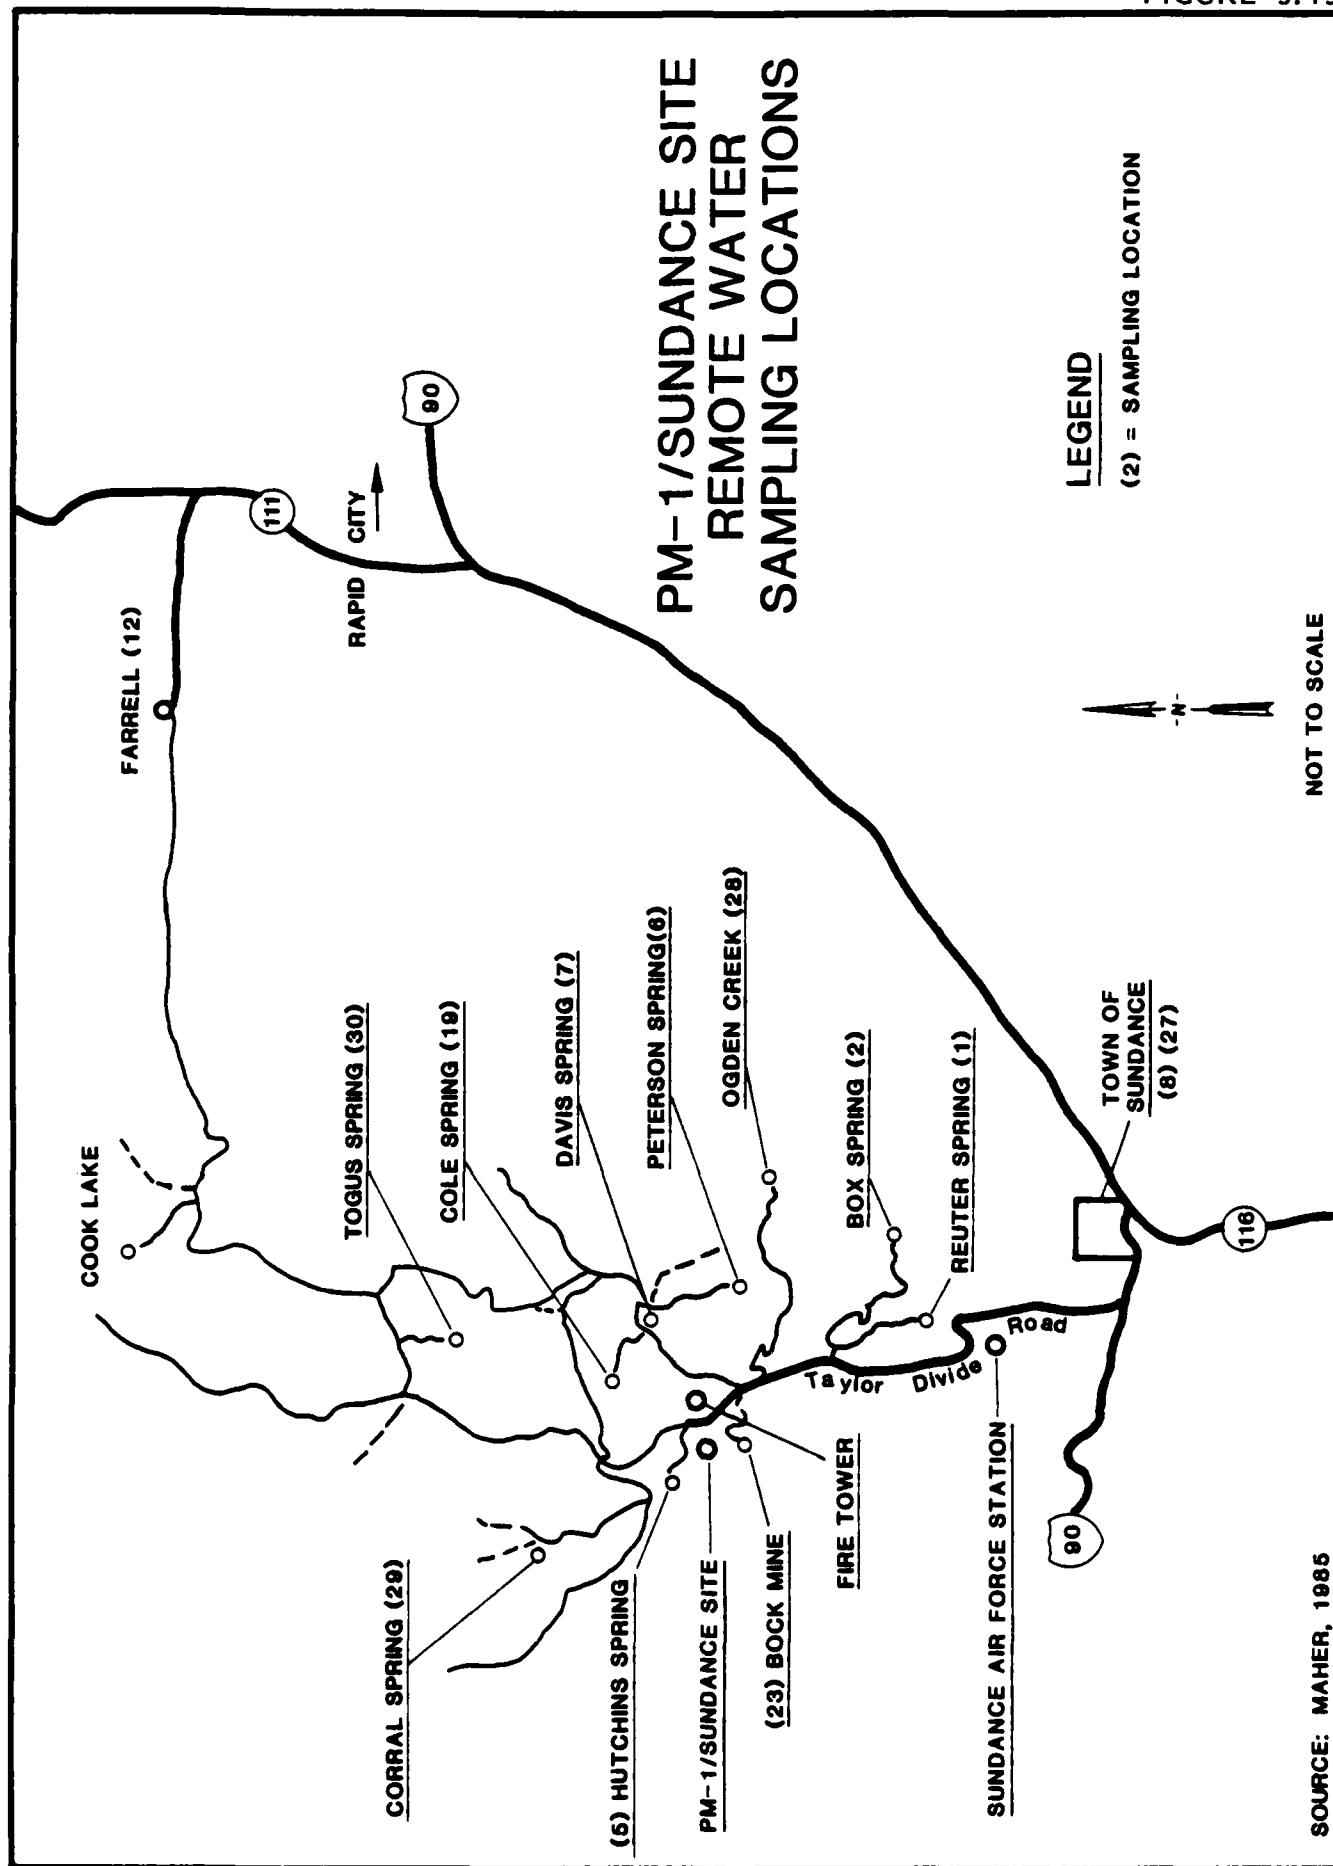 PM-1/SUNDANCE SITE
REMOTE WATER
SAMPLING LOCATIONS
FARRELL (12)
111
RAPID CITY
90
COOK LAKE
TOGUS SPRING (30)
COLE SPRING (19)
DAVIS SPRING (7)
PETERSON SPRING(6)
OGDEN CREEK (28)
BOX SPRING (2)
REUTER SPRING (1)
TOWN OF
SUNDANCE
(8) (27)
116
CORRAL SPRING (29)
(5) HUTCHINS SPRING
PM-1/SUNDANCE SITE
(23) BOCK MINE
FIRE TOWER
SUNDANCE AIR FORCE STATION
Taylor Divide Road
90
LEGEND
(2) = SAMPLING LOCATION
-N-
NOT TO SCALE
SOURCE: MAHER, 1985